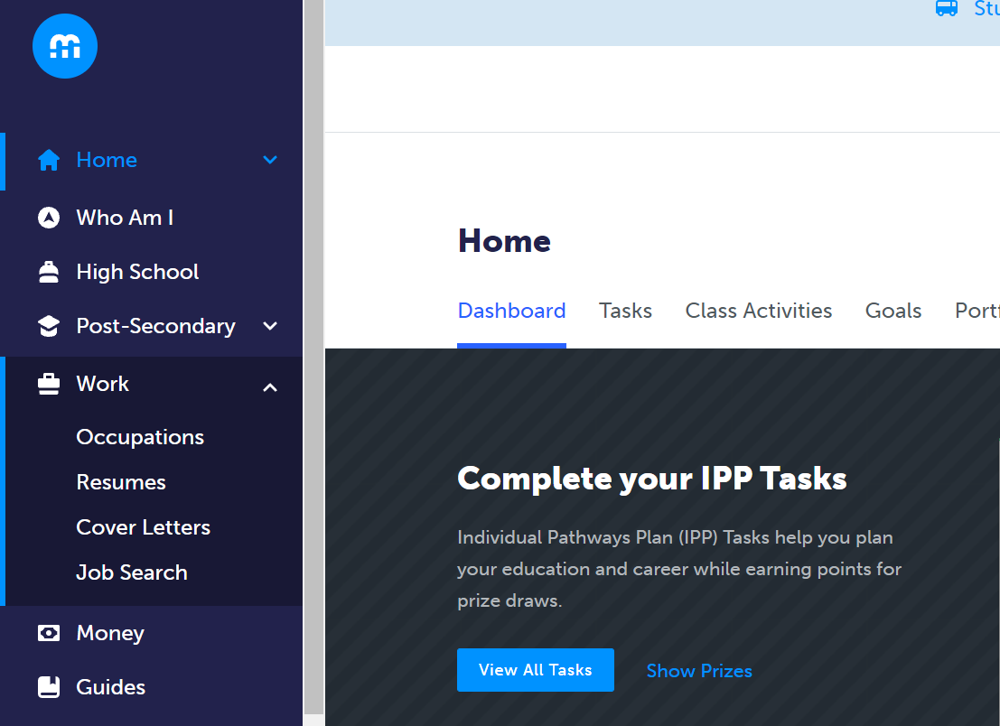 Stu
Home
Who Am I
High School
Post-Secondary
Work
Occupations
Resumes
Cover Letters
Job Search
Money
Guides
Home
Dashboard Tasks Class Activities Goals Portf
Complete your IPP Tasks
Individual Pathways Plan (IPP) Tasks help you plan
your education and career while earning points for
prize draws.
View All Tasks Show Prizes